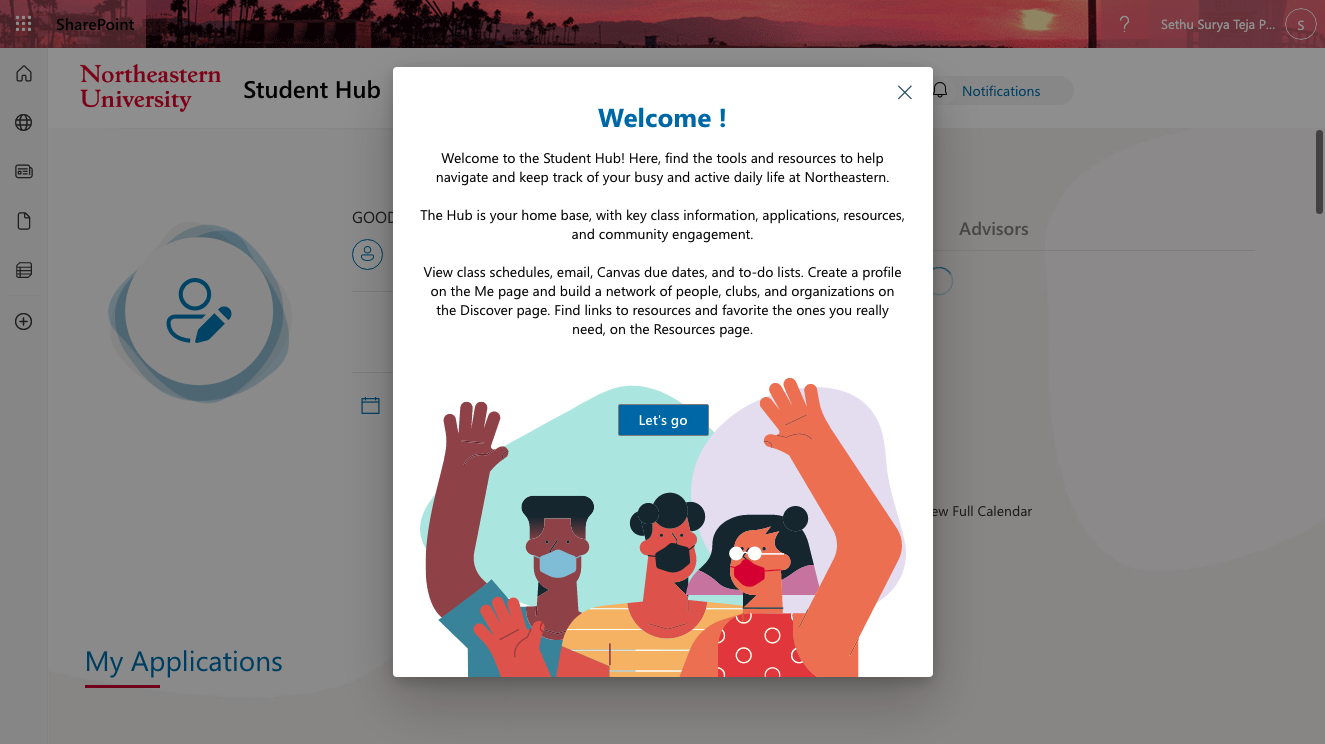 SharePoint
?
Sethu Surya Teja P...
S
Northeastern
University
Student Hub
Notifications
Welcome !
Welcome to the Student Hub! Here, find the tools and resources to help
navigate and keep track of your busy and active daily life at Northeastern.
The Hub is your home base, with key class information, applications, resources,
and community engagement.
View class schedules, email, Canvas due dates, and to-do lists. Create a profile
on the Me page and build a network of people, clubs, and organizations on
the Discover page. Find links to resources and favorite the ones you really
need, on the Resources page.
GOOD
Advisors
Let's go
ew Full Calendar
My Applications